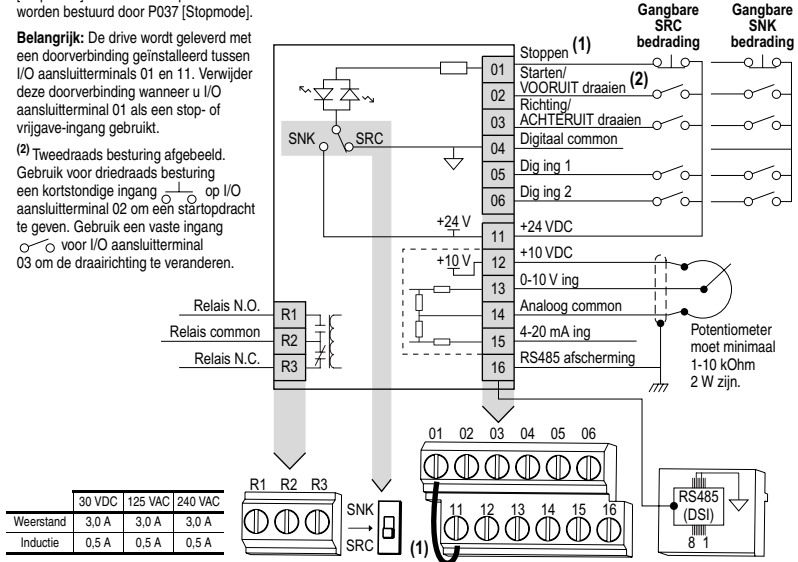 worden bestuurd door P037 [Stopmode].
Belangrijk: De drive wordt geleverd met
een doorverbinding geïnstalleerd tussen
I/O aansluitterminals 01 en 11. Verwijder
deze doorverbinding wanneer u I/O
aansluitterminal 01 als een stop- of
vrijgave-ingang gebruikt.
(2) Tweedraads besturing afgebeeld.
Gebruik voor driedraads besturing
een kortstondige ingang op I/O
aansluitterminal 02 om een startopdracht
te geven. Gebruik een vaste ingang
voor I/O aansluitterminal
03 om de draairichting te veranderen.
Gangbare
SRC
bedrading
Gangbare
SNK
bedrading
SNK
SRC
+24 V
+10 V
01 Stoppen (1)
02 Starten/
VOORUIT draaien (2)
03 Richting/
ACHTERUIT draaien
04 Digitaal common
05 Dig ing 1
06 Dig ing 2
11 +24 VDC
12 +10 VDC
13 0-10 V ing
14 Analoog common
15 4-20 mA ing
16 RS485 afscherming
Potentiometer
moet minimaal
1-10 kOhm
2 W zijn.
Relais N.O. R1
Relais common R2
Relais N.C. R3
R1 R2 R3
SNK
SRC
(1)
01 02 03 04 05 06
11 12 13 14 15 16
RS485
(DSI)
8 1
30 VDC 125 VAC 240 VAC
Weerstand 3,0 A 3,0 A 3,0 A
Inductie 0,5 A 0,5 A 0,5 A